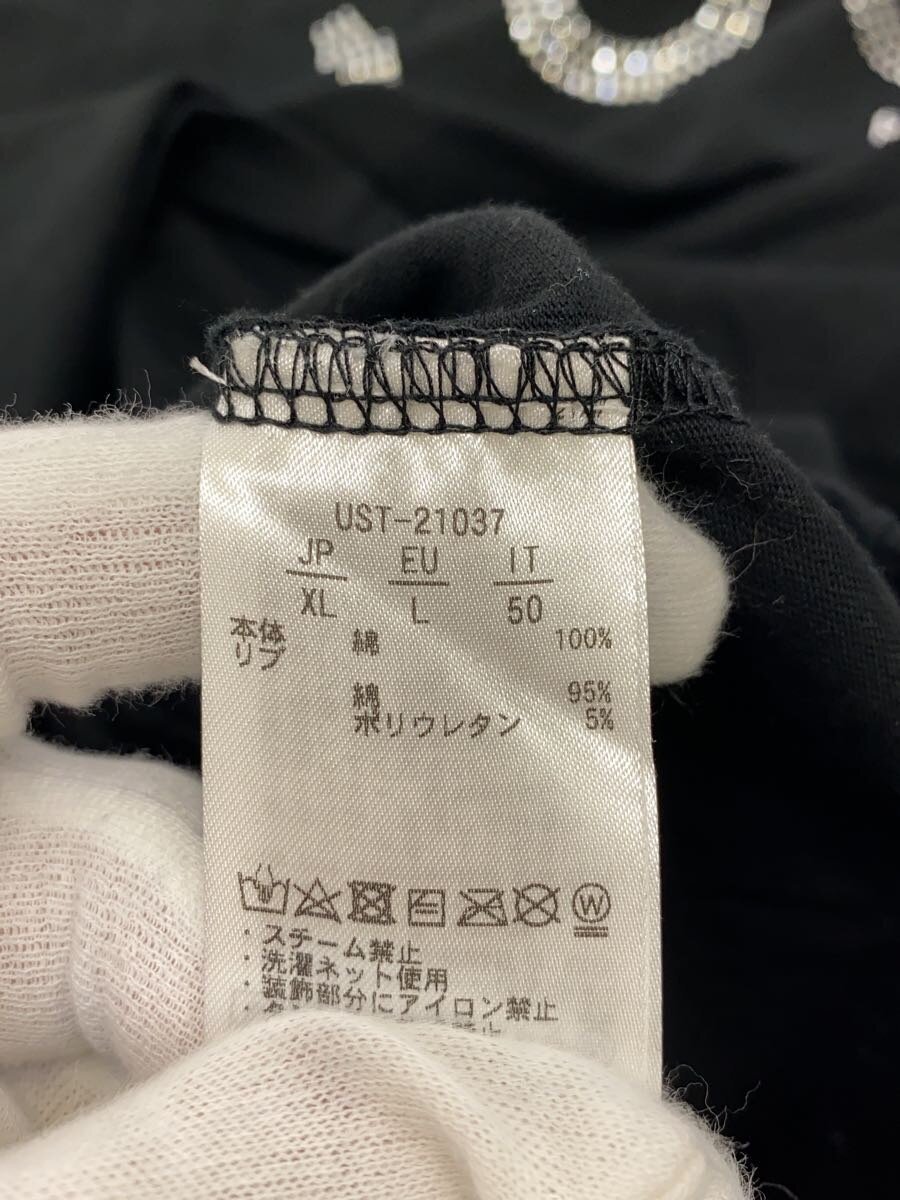 UST-21037
JP EU IT
XL L 50
本体 綿 100%
リブ
綿 95%
ポリウレタン 5%
W
・スチーム禁止
・洗濯ネット使用
・装飾部分にアイロン禁止